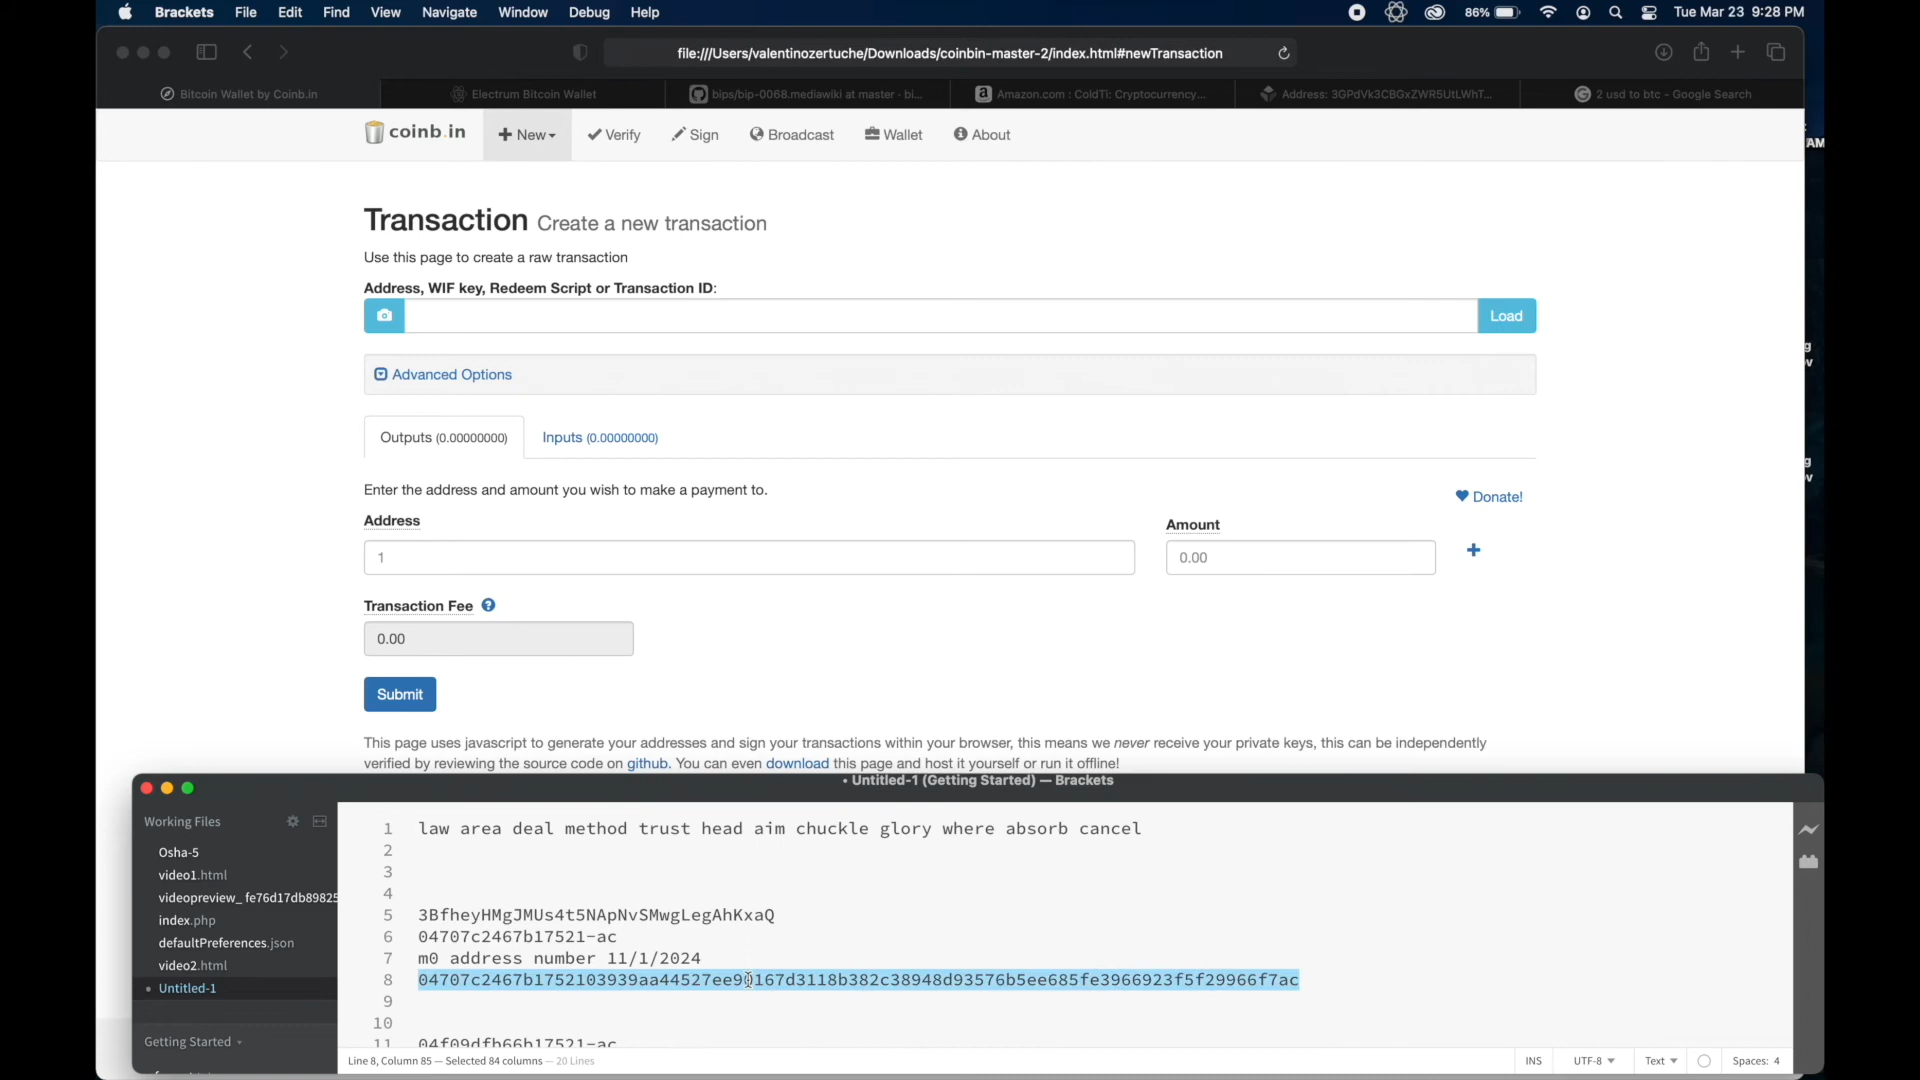 Brackets File Edit Find View Navigate Window Debug Help 86% Tue Mar 23 9:28 PM
file:///Users/valentinozertuche/Downloads/coinbin-master-2/index.html#newTransaction
Bitcoin Wallet by Coinb.in Electrum Bitcoin Wallet bips/bip-0068.mediawiki at master · bi... Amazon.com : ColdTi: Cryptocurrency... Address: 3GPdVk3CBGxZWR5UtLWhT... 2 usd to btc - Google Search
coinb.in New Verify Sign Broadcast Wallet About
AM
Transaction Create a new transaction
Use this page to create a raw transaction
Address, WIF key, Redeem Script or Transaction ID:
Load
g
v
Advanced Options
Outputs (0.00000000) Inputs (0.00000000)
g
v
Enter the address and amount you wish to make a payment to.
Donate!
Address Amount
1 0.00
Transaction Fee
0.00
Submit
This page uses javascript to generate your addresses and sign your transactions within your browser, this means we never receive your private keys, this can be independently
verified by reviewing the source code on github. You can even download this page and host it yourself or run it offline!
• Untitled-1 (Getting Started) — Brackets
Working Files
Osha-5
video1.html
videopreview_fe76d17db89825
index.php
defaultPreferences.json
video2.html
Untitled-1
Getting Started
1 law area deal method trust head aim chuckle glory where absorb cancel
2
3
4
5 3BfheyHMgJMUs4t5NApNvSMwgLegAhKxaQ
6 04707c2467b17521-ac
7 m0 address number 11/1/2024
8 04707c2467b1752103939aa44527ee90167d3118b382c38948d93576b5ee685fe3966923f5f29966f7ac
9
10
11 04f09dfb66b17521-ac
Line 8, Column 85 — Selected 84 columns — 20 Lines INS UTF-8 Text Spaces: 4